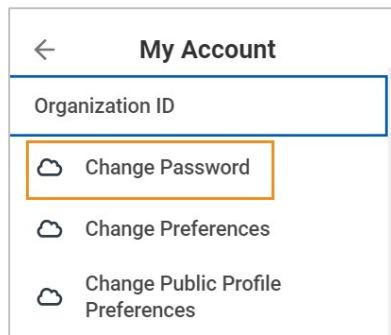 My Account
Organization ID
Change Password
Change Preferences
Change Public Profile
Preferences